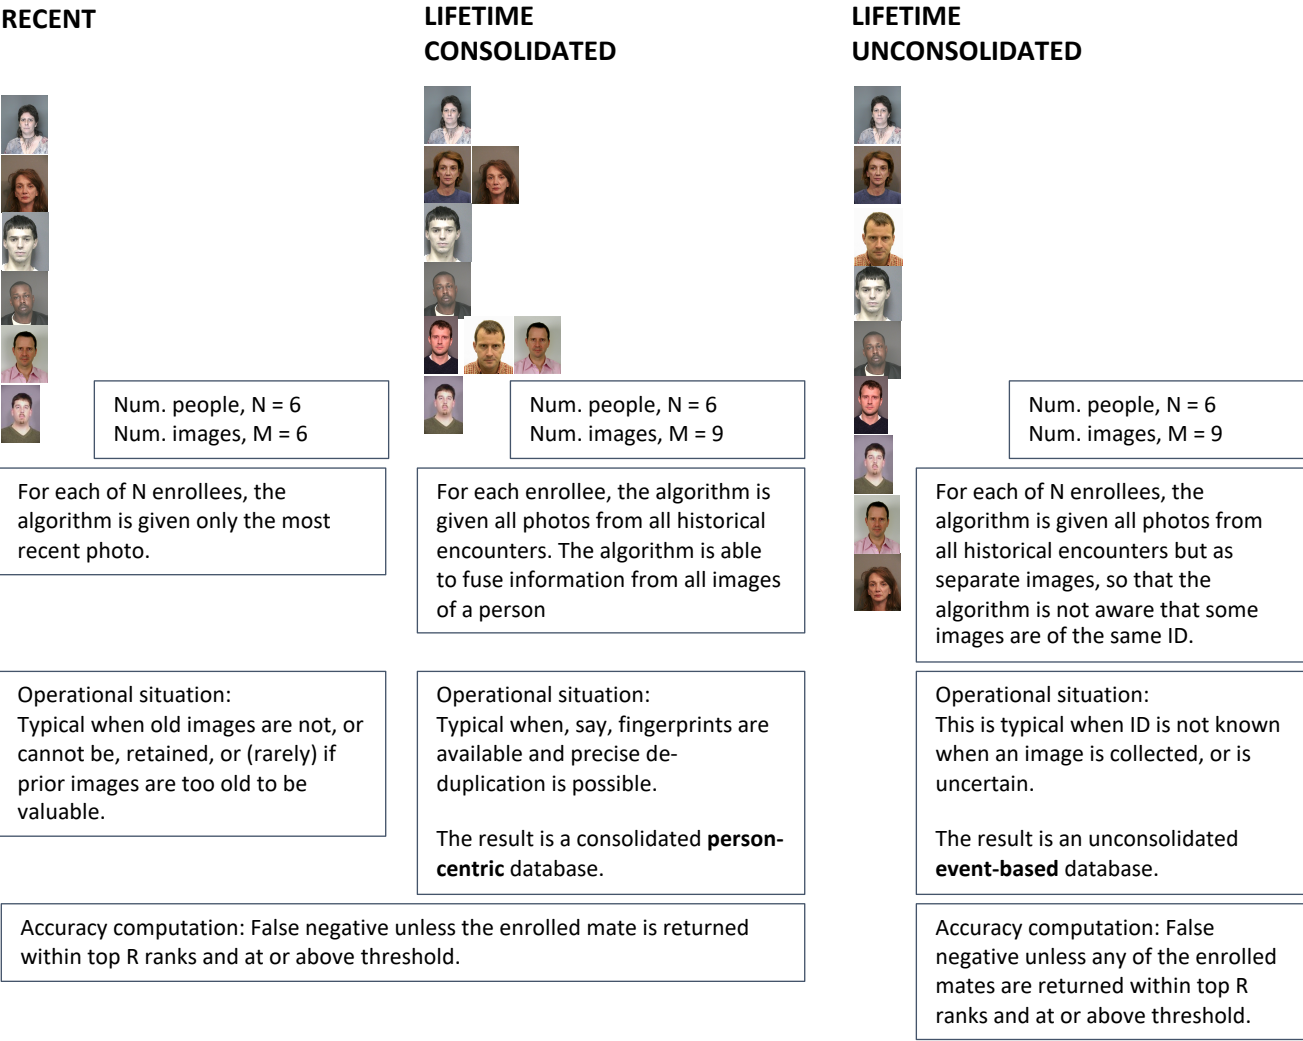 RECENT
LIFETIME
CONSOLIDATED
LIFETIME
UNCONSOLIDATED
Num. people, N = 6
Num. images, M = 6
Num. people, N = 6
Num. images, M = 9
Num. people, N = 6
Num. images, M = 9
For each of N enrollees, the
algorithm is given only the most
recent photo.
For each enrollee, the algorithm is
given all photos from all historical
encounters. The algorithm is able
to fuse information from all images
of a person
For each of N enrollees, the
algorithm is given all photos from
all historical encounters but as
separate images, so that the
algorithm is not aware that some
images are of the same ID.
Operational situation:
Typical when old images are not, or
cannot be, retained, or (rarely) if
prior images are too old to be
valuable.
Operational situation:
Typical when, say, fingerprints are
available and precise de-
duplication is possible.
The result is a consolidated person-
centric database.
Operational situation:
This is typical when ID is not known
when an image is collected, or is
uncertain.
The result is an unconsolidated
event-based database.
Accuracy computation: False negative unless the enrolled mate is returned
within top R ranks and at or above threshold.
Accuracy computation: False
negative unless any of the enrolled
mates are returned within top R
ranks and at or above threshold.